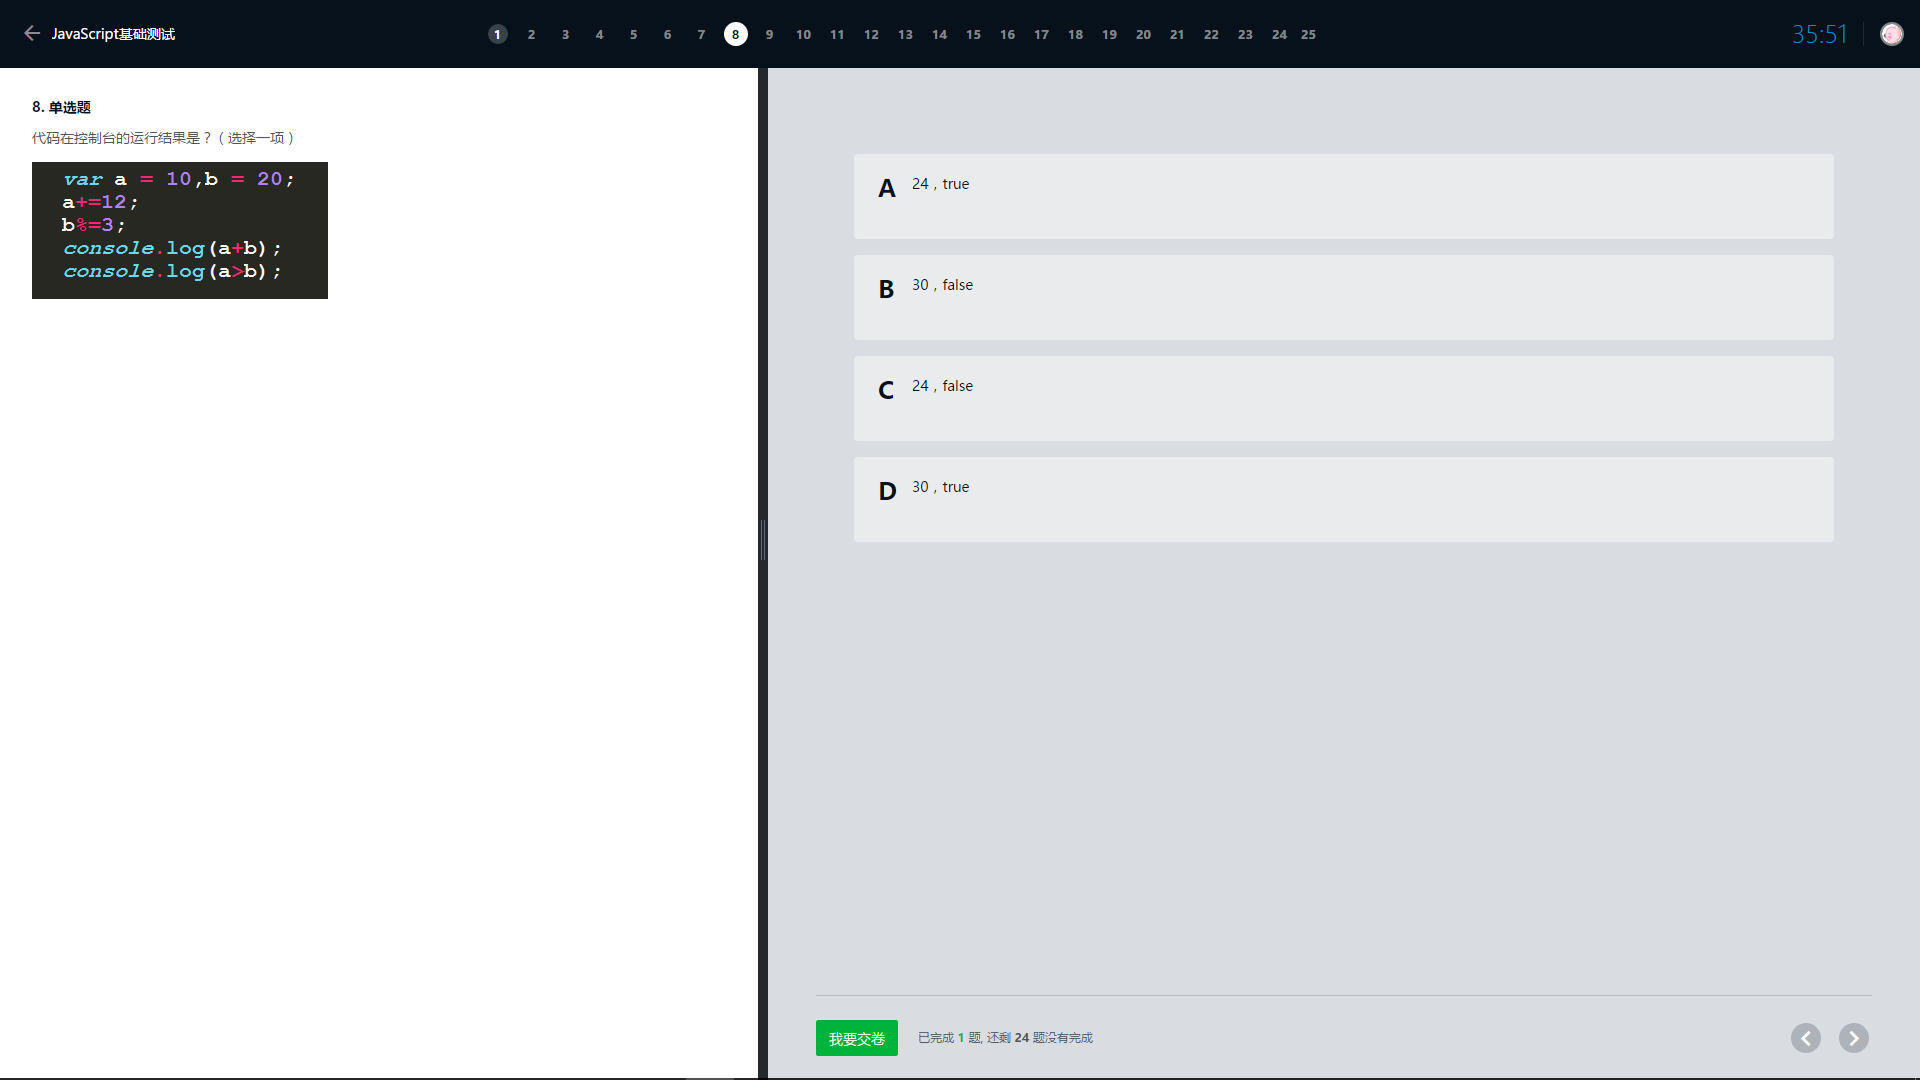 JavaScript基础测试
1 2 3 4 5 6 7 8 9 10 11 12 13 14 15 16 17 18 19 20 21 22 23 24 25
35:51
8. 单选题
代码在控制台的运行结果是？（选择一项）
var a = 10,b = 20;
a+=12;
b%=3;
console.log(a+b);
console.log(a>b);
A 24，true
B 30，false
C 24，false
D 30，true
我要交卷
已完成 1 题, 还剩 24 题没有完成